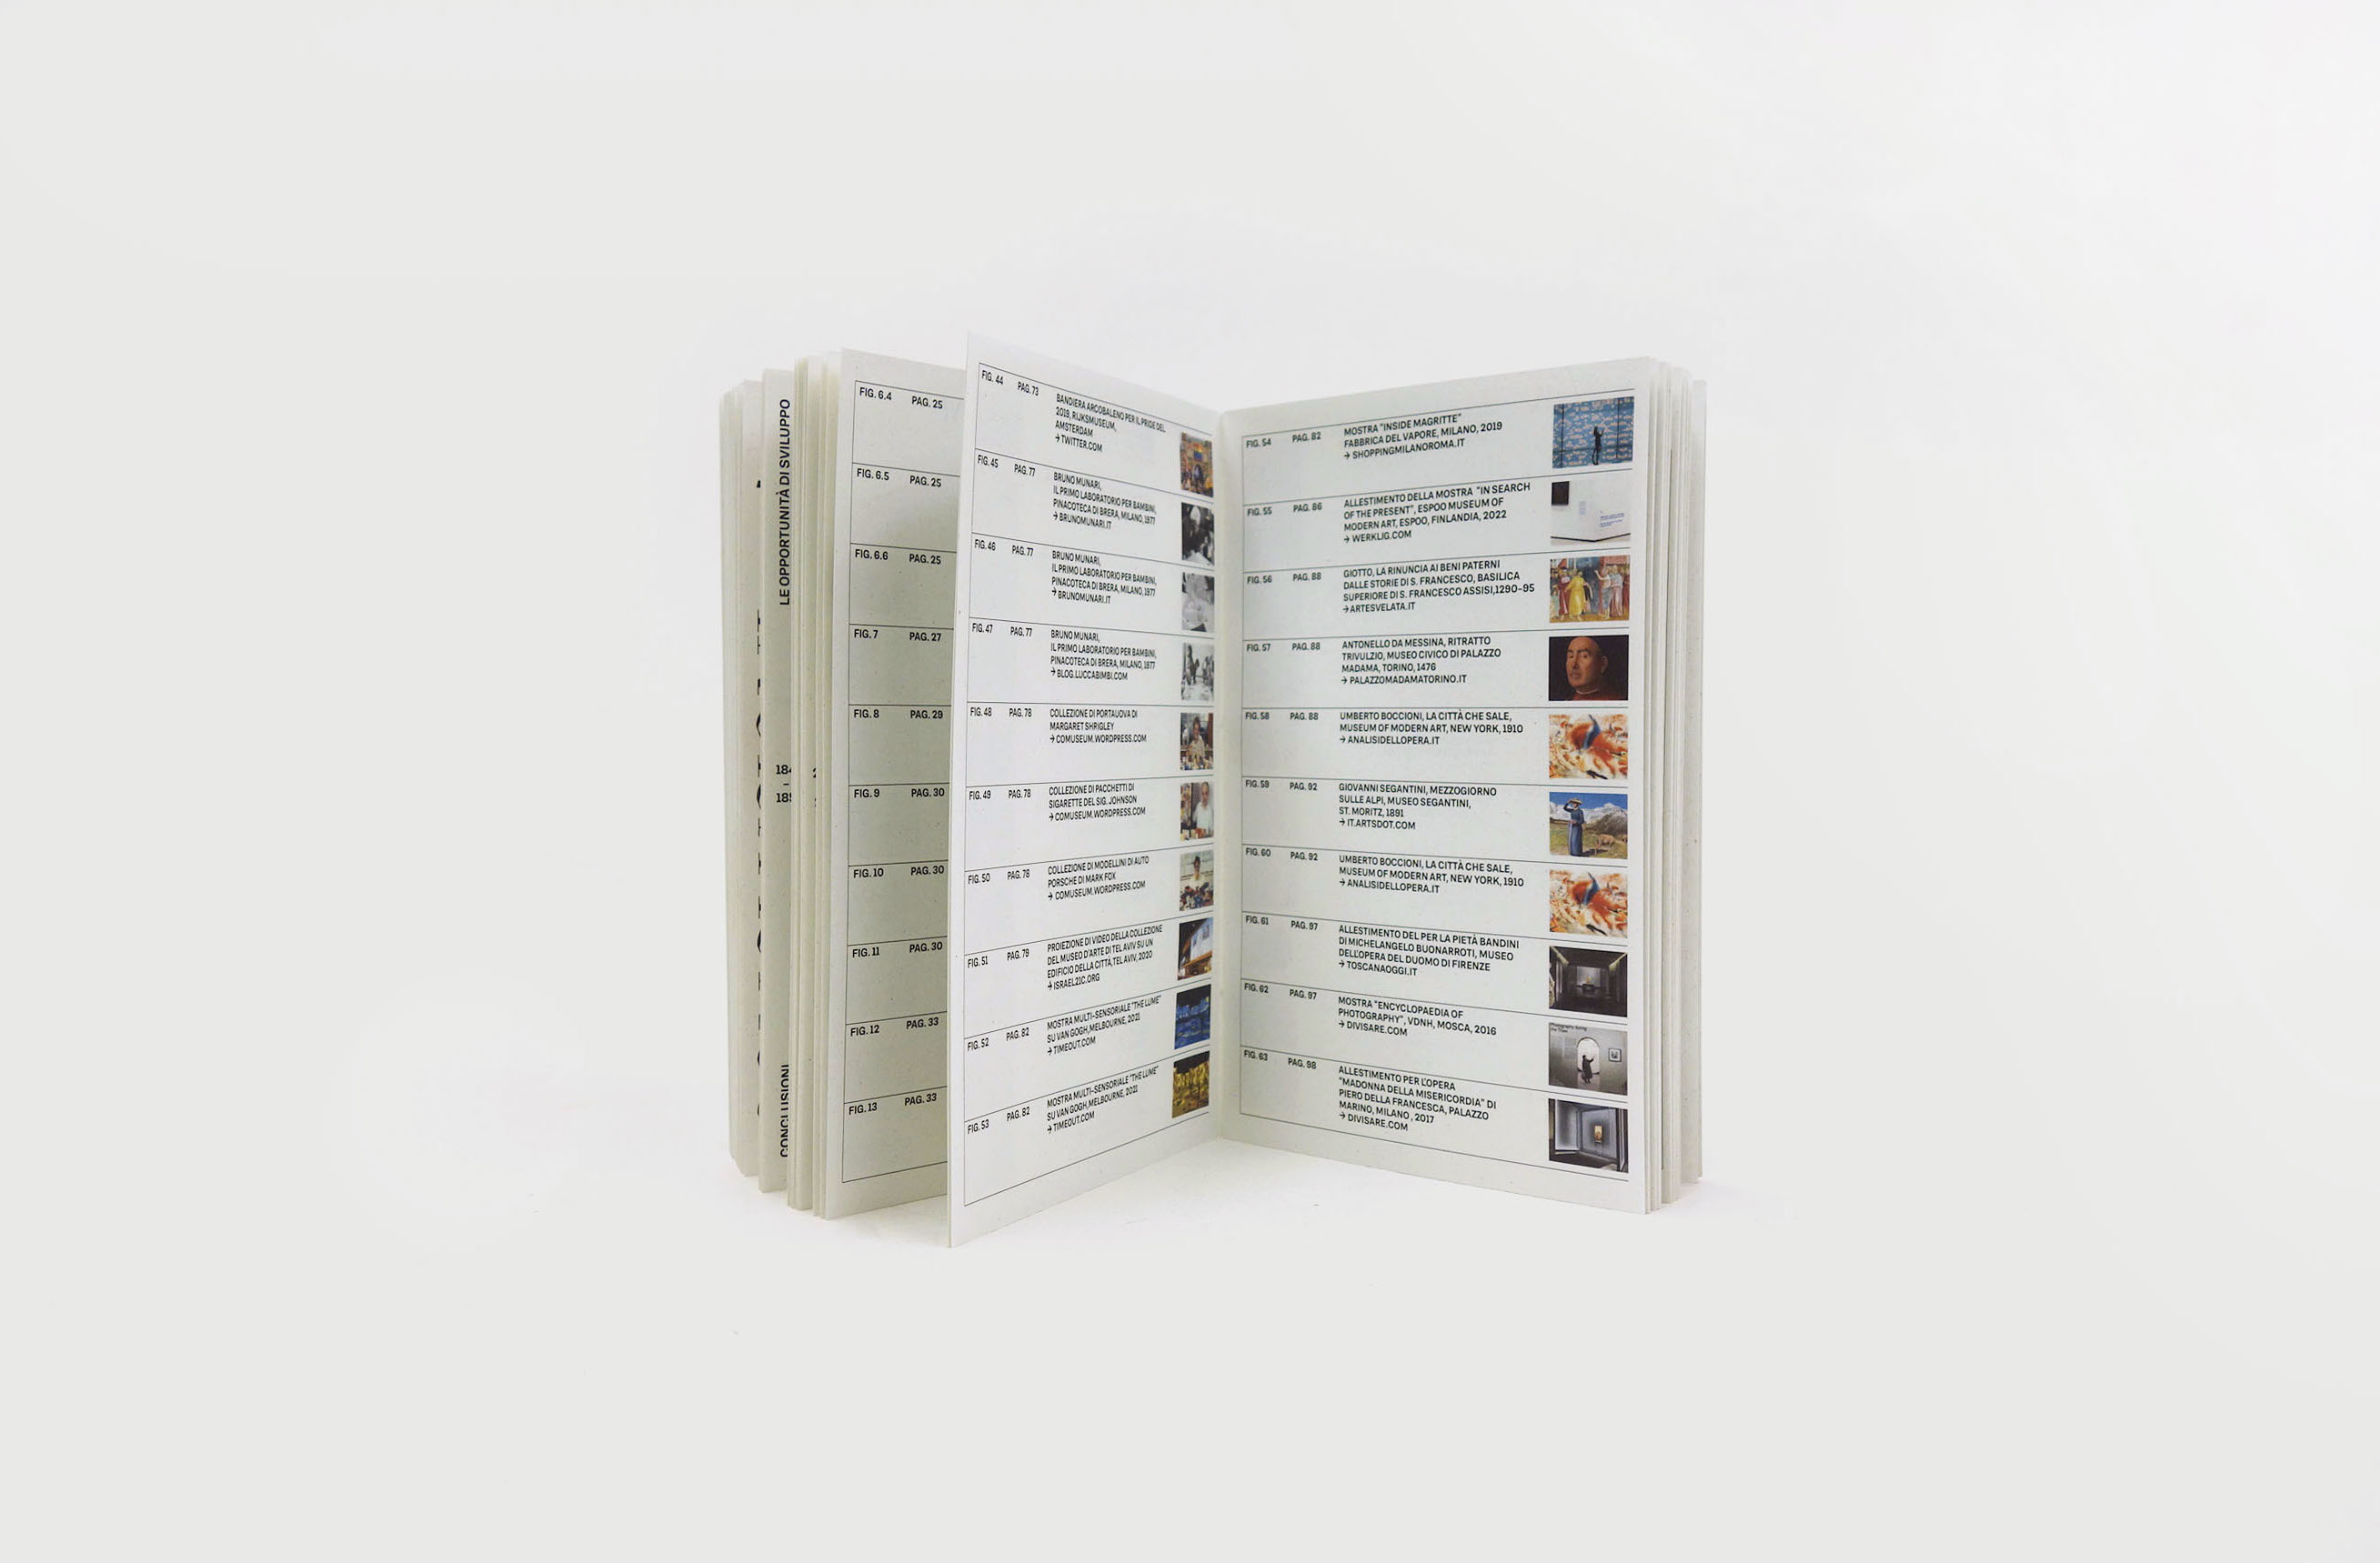 LE OPPORTUNITÀ DI SVILUPPO
CONCLUSIONI
FIG. 6.4 PAG. 25
FIG. 6.5 PAG. 25
FIG. 6.6 PAG. 25
FIG. 7 PAG. 27
FIG. 8 PAG. 29
FIG. 9 PAG. 30
FIG. 10 PAG. 30
FIG. 11 PAG. 30
FIG. 12 PAG. 33
FIG. 13 PAG. 33
FIG. 44 PAG. 73
BANDIERA ARCOBALENO PER IL PRIDE DEL
2019, RIJKSMUSEUM,
AMSTERDAM
→ TWITTER.COM
FIG. 45 PAG. 77
BRUNO MUNARI,
IL PRIMO LABORATORIO PER BAMBINI,
PINACOTECA DI BRERA, MILANO, 1977
→ BRUNOMUNARI.IT
FIG. 46 PAG. 77
BRUNO MUNARI,
IL PRIMO LABORATORIO PER BAMBINI,
PINACOTECA DI BRERA, MILANO, 1977
→ BRUNOMUNARI.IT
FIG. 47 PAG. 77
BRUNO MUNARI,
IL PRIMO LABORATORIO PER BAMBINI,
PINACOTECA DI BRERA, MILANO, 1977
→ BLOG.LUCCABIMBI.COM
FIG. 48 PAG. 78
COLLEZIONE DI PORTAUOVA DI
MARGARET SHRIGLEY
→ COMUSEUM.WORDPRESS.COM
FIG. 49 PAG. 78
COLLEZIONE DI PACCHETTI DI
SIGARETTE DEL SIG. JOHNSON
→ COMUSEUM.WORDPRESS.COM
FIG. 50 PAG. 78
COLLEZIONE DI MODELLINI DI AUTO
PORSCHE DI MARK FOX
→ COMUSEUM.WORDPRESS.COM
FIG. 51 PAG. 79
PROIEZIONE DI VIDEO DELLA COLLEZIONE
DEL MUSEO D'ARTE DI TEL AVIV SU UN
EDIFICIO DELLA CITTÀ, TEL AVIV, 2020
→ ISRAEL21C.ORG
FIG. 52 PAG. 82
MOSTRA MULTI-SENSORIALE "THE LUME"
SU VAN GOGH, MELBOURNE, 2021
→ TIMEOUT.COM
FIG. 53 PAG. 82
MOSTRA MULTI-SENSORIALE "THE LUME"
SU VAN GOGH, MELBOURNE, 2021
→ TIMEOUT.COM
FIG. 54 PAG. 82
MOSTRA "INSIDE MAGRITTE"
FABBRICA DEL VAPORE, MILANO, 2019
→ SHOPPINGMILANOROMA.IT
FIG. 55 PAG. 86
ALLESTIMENTO DELLA MOSTRA "IN SEARCH
OF THE PRESENT", ESPOO MUSEUM OF
MODERN ART, ESPOO, FINLANDIA, 2022
→ WERKLIG.COM
FIG. 56 PAG. 88
GIOTTO, LA RINUNCIA AI BENI PATERNI
DALLE STORIE DI S. FRANCESCO, BASILICA
SUPERIORE DI S. FRANCESCO ASSISI,1290-95
→ ARTESVELATA.IT
FIG. 57 PAG. 88
ANTONELLO DA MESSINA, RITRATTO
TRIVULZIO, MUSEO CIVICO DI PALAZZO
MADAMA, TORINO, 1476
→ PALAZZOMADAMATORINO.IT
FIG. 58 PAG. 88
UMBERTO BOCCIONI, LA CITTÀ CHE SALE,
MUSEUM OF MODERN ART, NEW YORK, 1910
→ ANALISIDELLOPERA.IT
FIG. 59 PAG. 92
GIOVANNI SEGANTINI, MEZZOGIORNO
SULLE ALPI, MUSEO SEGANTINI,
ST. MORITZ, 1891
→ IT.ARTSDOT.COM
FIG. 60 PAG. 92
UMBERTO BOCCIONI, LA CITTÀ CHE SALE,
MUSEUM OF MODERN ART, NEW YORK, 1910
→ ANALISIDELLOPERA.IT
FIG. 61 PAG. 97
ALLESTIMENTO DEL PER LA PIETÀ BANDINI
DI MICHELANGELO BUONARROTI, MUSEO
DELL'OPERA DEL DUOMO DI FIRENZE
→ TOSCANAOGGI.IT
FIG. 62 PAG. 97
MOSTRA "ENCYCLOPAEDIA OF
PHOTOGRAPHY", VDNH, MOSCA, 2016
→ DIVISARE.COM
FIG. 63 PAG. 98
ALLESTIMENTO PER L'OPERA
"MADONNA DELLA MISERICORDIA" DI
PIERO DELLA FRANCESCA, PALAZZO
MARINO, MILANO , 2017
→ DIVISARE.COM